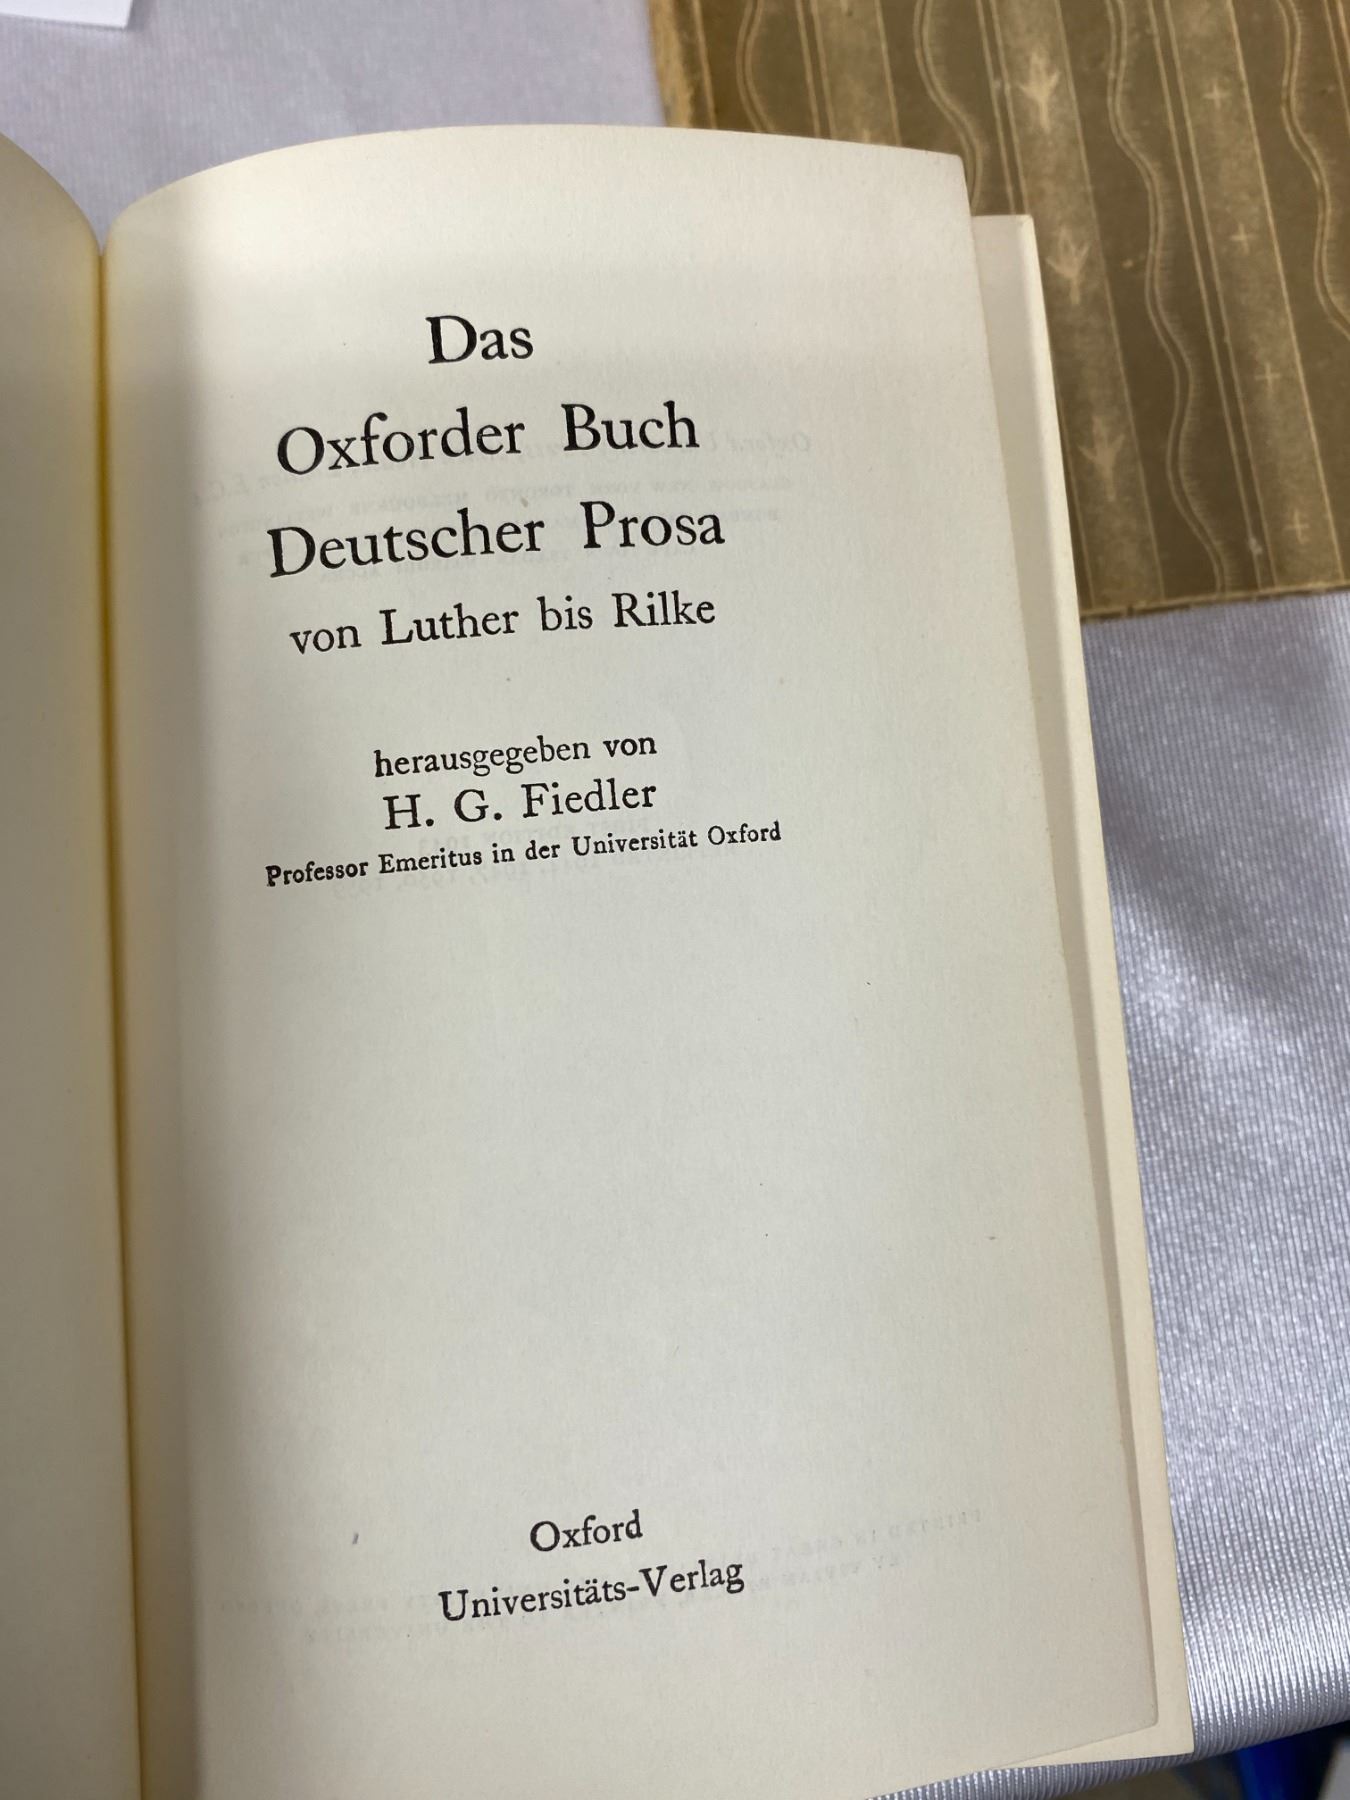 Das
Oxforder Buch
Deutscher Prosa
von Luther bis Rilke
herausgegeben von
H. G. Fiedler
Professor Emeritus in der Universität Oxford
Oxford
Universitäts-Verlag